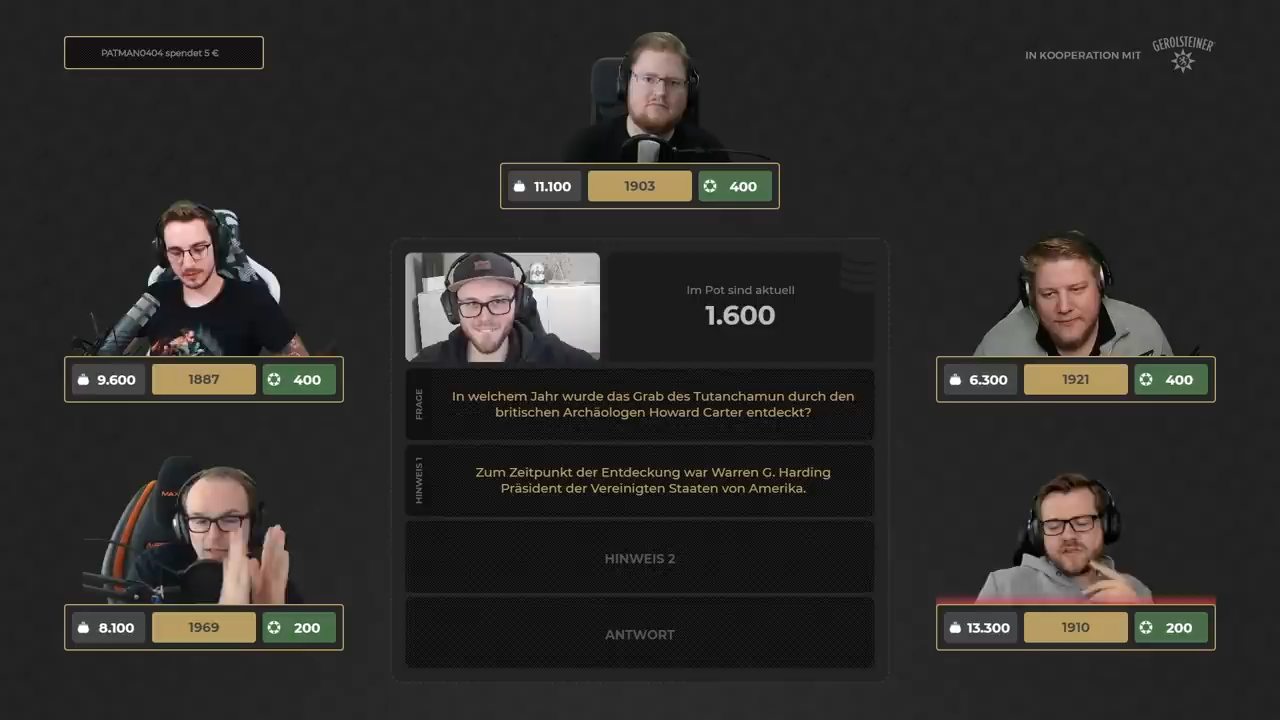 PATMAN0404 spendet 5 €
IN KOOPERATION MIT
GEROLSTEINER
11.100
1903
400
9.600
1887
400
Im Pot sind aktuell
1.600
6.300
1921
400
FRAGE
In welchem Jahr wurde das Grab des Tutanchamun durch den
britischen Archäologen Howard Carter entdeckt?
HINWEIS 1
Zum Zeitpunkt der Entdeckung war Warren G. Harding
Präsident der Vereinigten Staaten von Amerika.
HINWEIS 2
ANTWORT
8.100
1969
200
13.300
1910
200